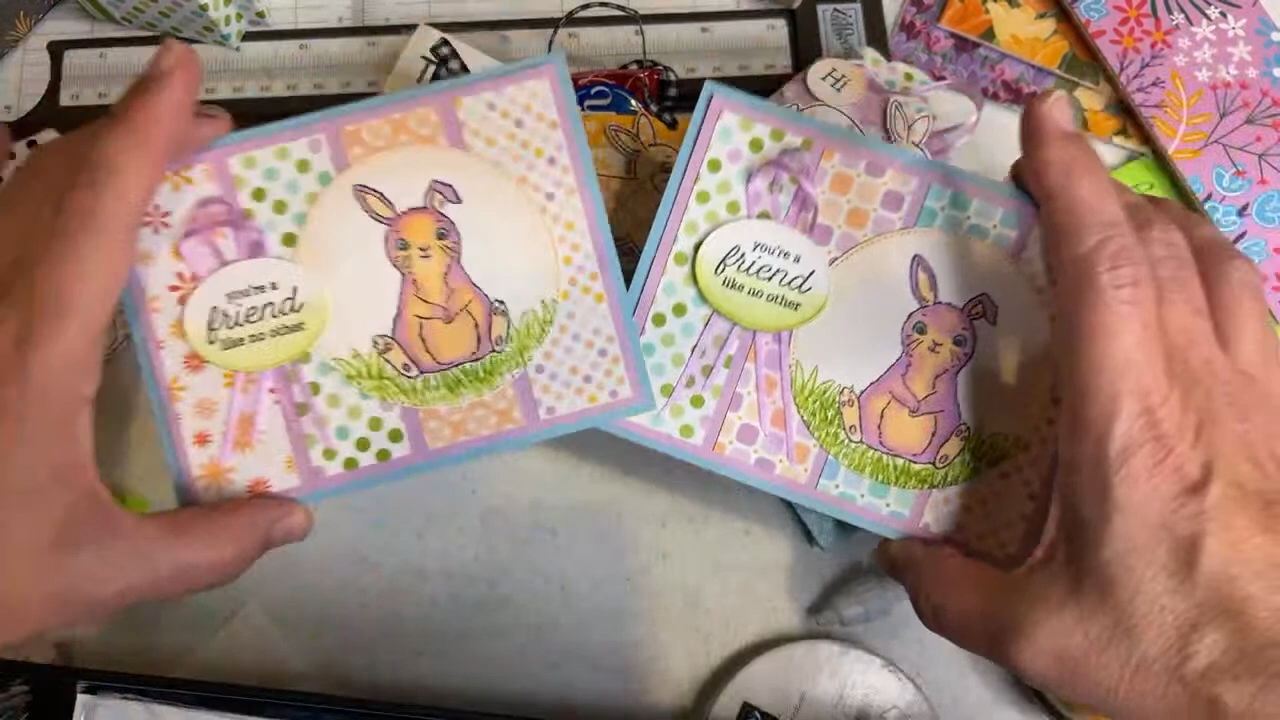 HI
you're a
friend
like no other
you're a
friend
like no other